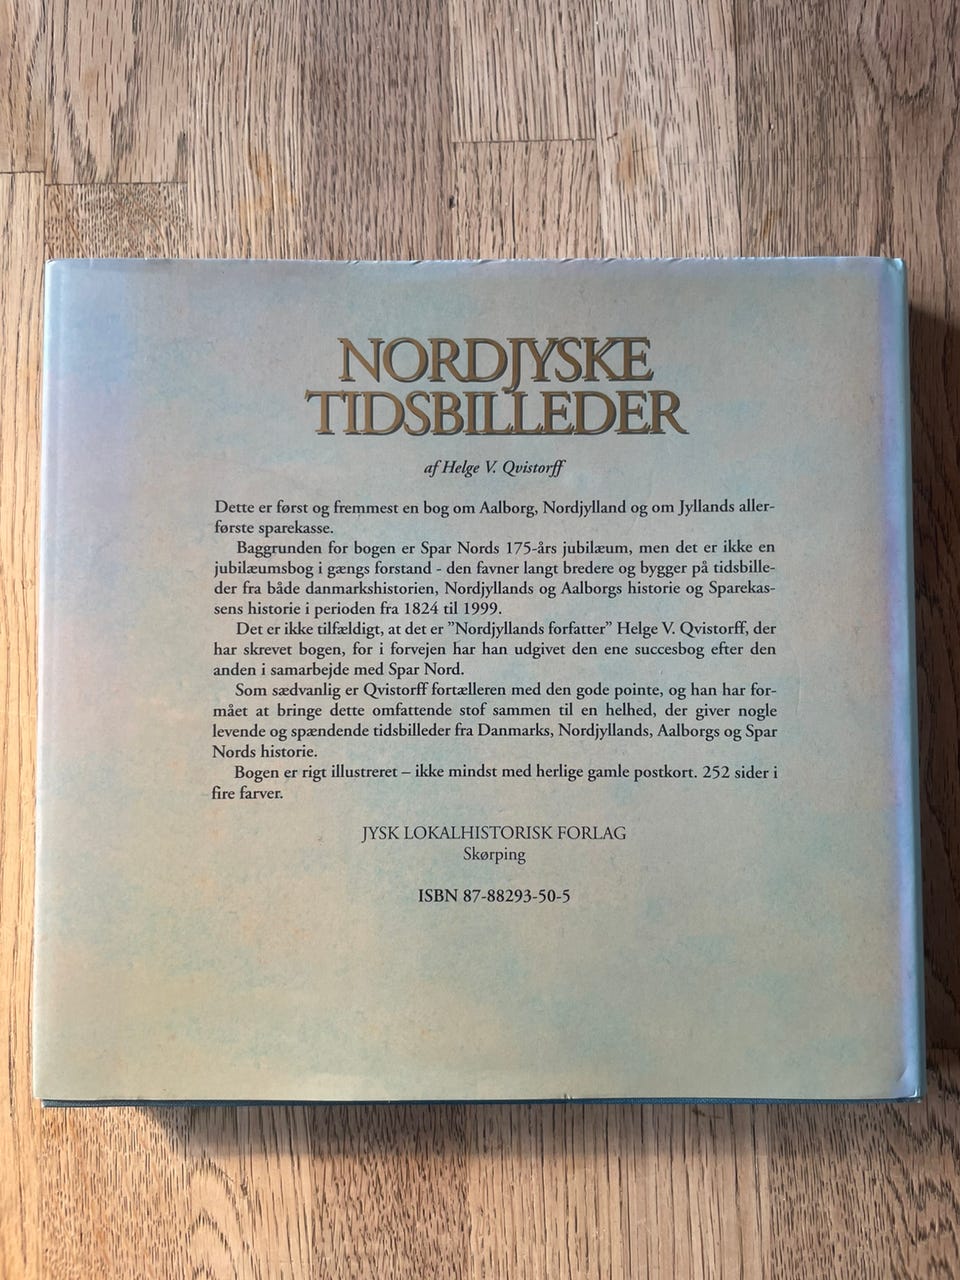 NORDJYSKE
TIDSBILLEDER
af Helge V. Qvistorff
Dette er først og fremmest en bog om Aalborg, Nordjylland og om Jyllands aller-
første sparekasse.
Baggrunden for bogen er Spar Nords 175-års jubilæum, men det er ikke en
jubilæumsbog i gængs forstand - den favner langt bredere og bygger på tidsbille-
der fra både danmarkshistorien, Nordjyllands og Aalborgs historie og Sparekas-
sens historie i perioden fra 1824 til 1999.
Det er ikke tilfældigt, at det er ”Nordjyllands forfatter” Helge V. Qvistorff, der
har skrevet bogen, for i forvejen har han udgivet den ene succesbog efter den
anden i samarbejde med Spar Nord.
Som sædvanlig er Qvistorff fortælleren med den gode pointe, og han har for-
mået at bringe dette omfattende stof sammen til en helhed, der giver nogle
levende og spændende tidsbilleder fra Danmarks, Nordjyllands, Aalborgs og Spar
Nords historie.
Bogen er rigt illustreret – ikke mindst med herlige gamle postkort. 252 sider i
fire farver.
JYSK LOKALHISTORISK FORLAG
Skørping
ISBN 87-88293-50-5